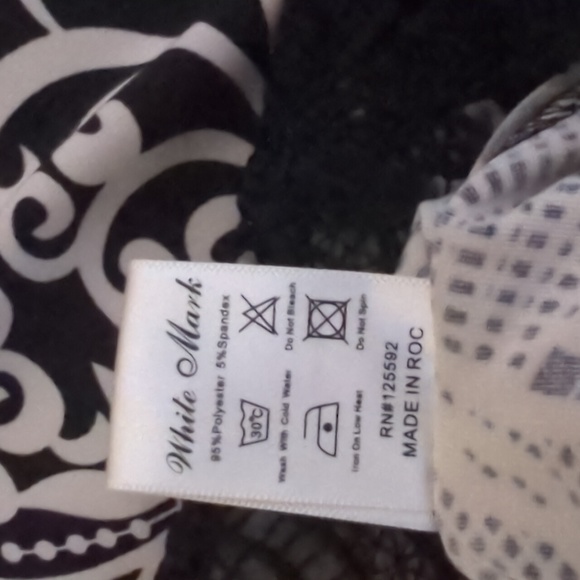 White Mark
95%Polyester 5%Spandex
30°C
Wash With Cold Water
Do Not Bleach
Iron On Low Heat
Do Not Spin
RN#125592
MADE IN ROC